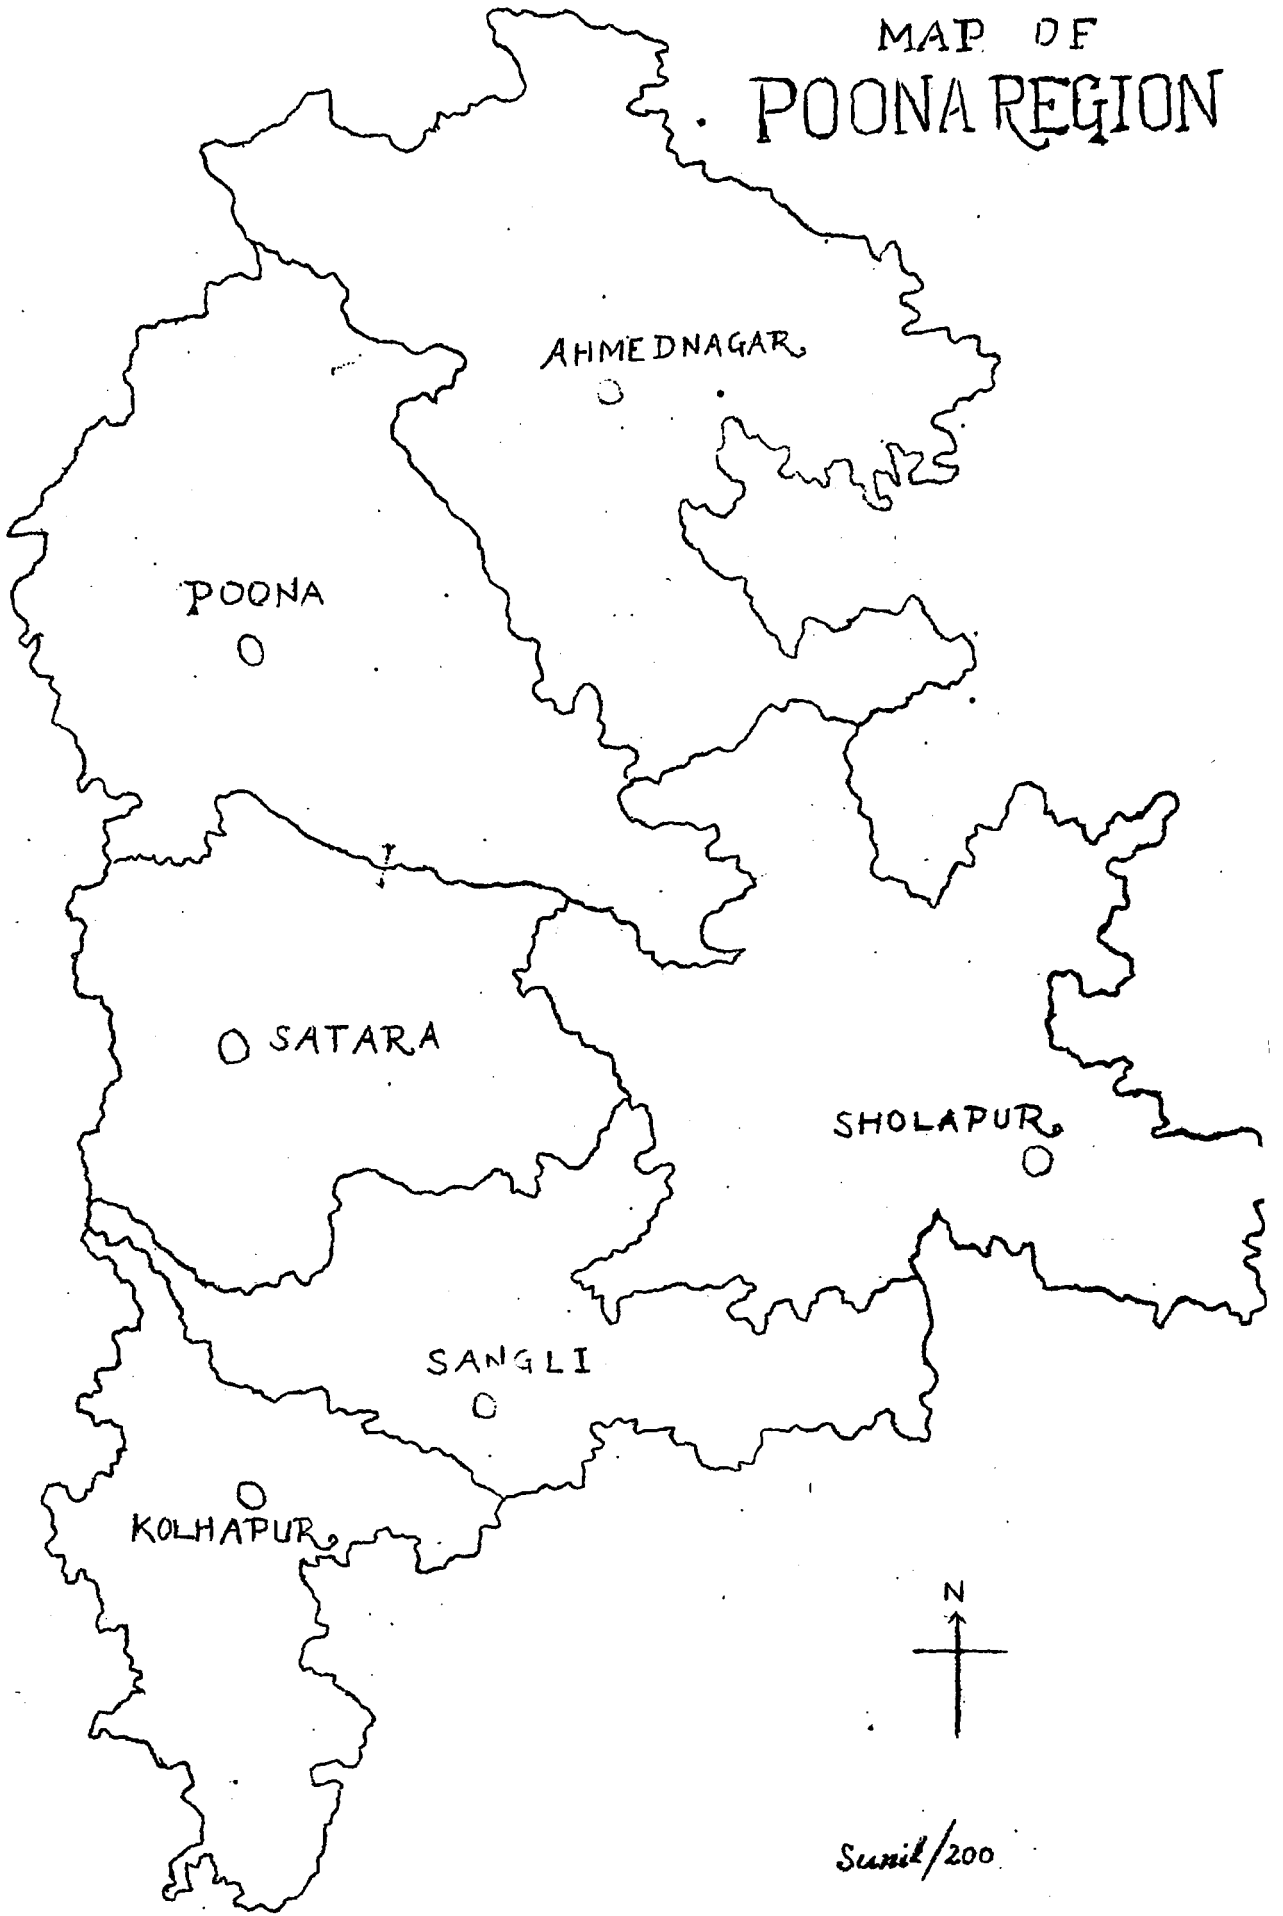 MAP OF
POONA REGION
AHMEDNAGAR
POONA
SATARA
SHOLAPUR
SANGLI
KOLHAPUR
N
Sunil/200